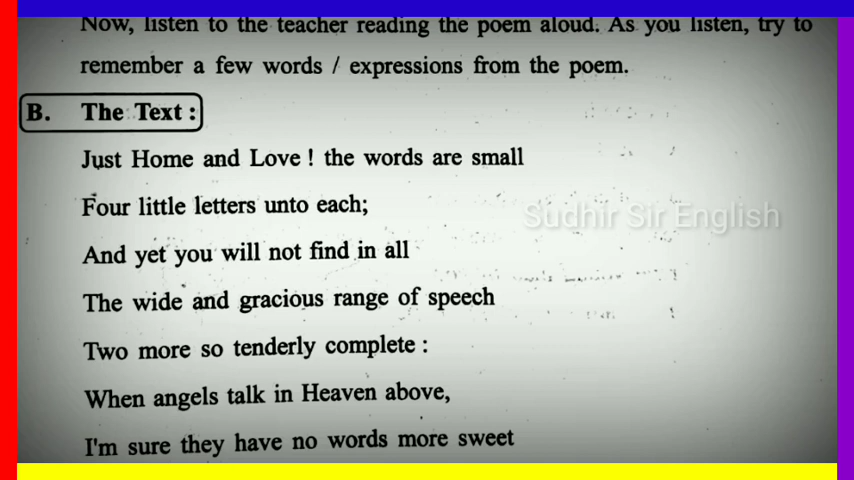 Now, listen to the teacher reading the poem aloud. As you listen, try to
remember a few words / expressions from the poem.
B. The Text :
Just Home and Love ! the words are small
Four little letters unto each;
Sudhir Sir English
And yet you will not find in all
The wide and gracious range of speech
Two more so tenderly complete :
When angels talk in Heaven above,
I'm sure they have no words more sweet